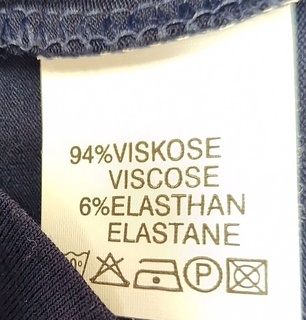 94%VISKOSE
VISCOSE
6%ELASTHAN
ELASTANE
P